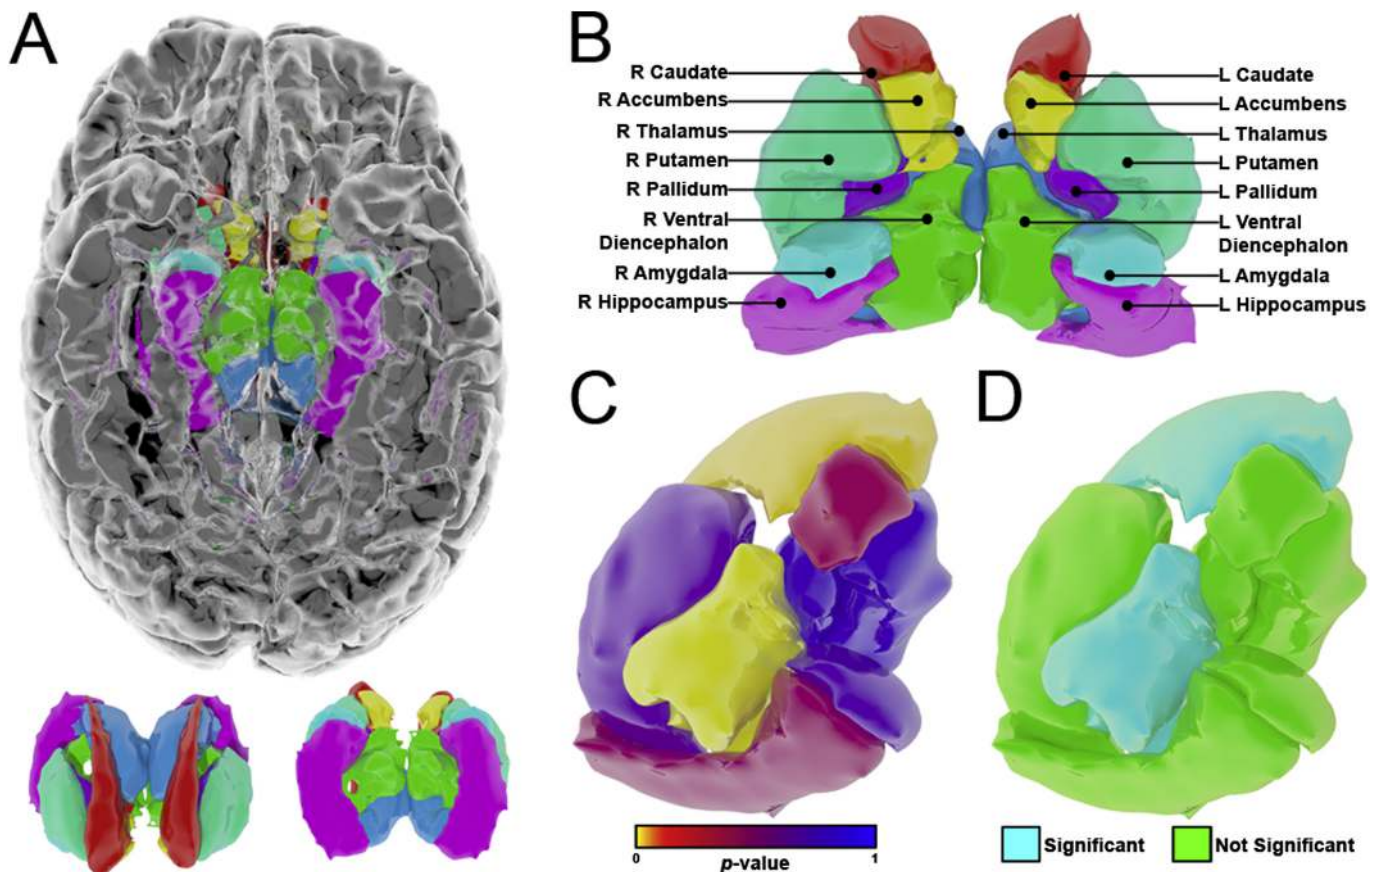 A
B
R Caudate
R Accumbens
R Thalamus
R Putamen
R Pallidum
R Ventral
Diencephalon
R Amygdala
R Hippocampus
L Caudate
L Accumbens
L Thalamus
L Putamen
L Pallidum
L Ventral
Diencephalon
L Amygdala
L Hippocampus
C
0
1
p-value
D
Significant
Not Significant